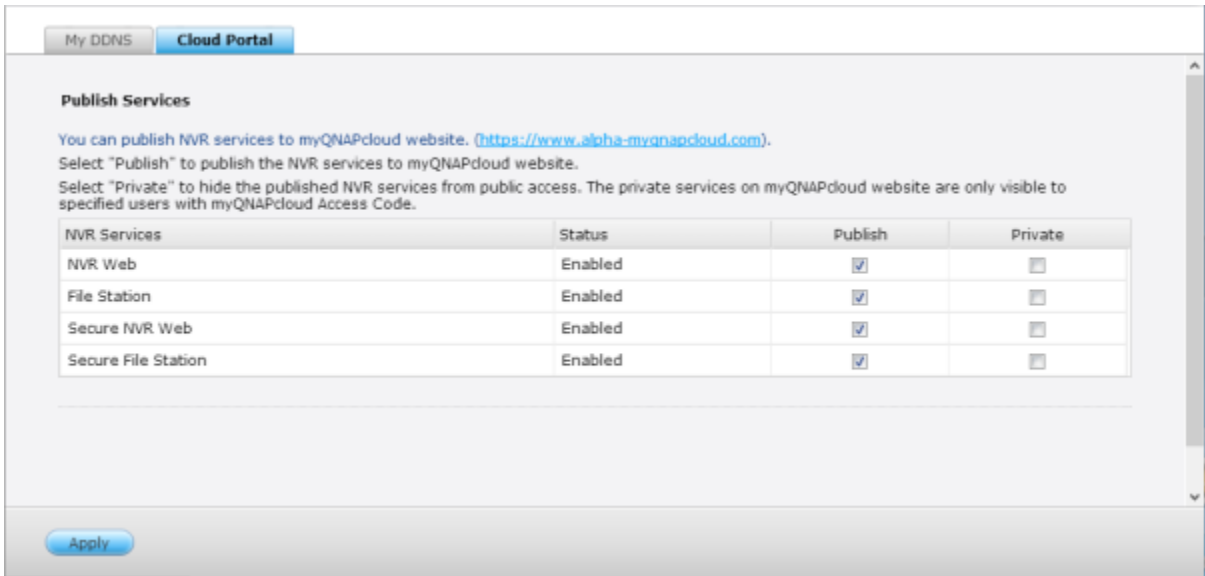 My DDNS
Cloud Portal
Publish Services
You can publish NVR services to myQNAPcloud website. (https://www.alpha-myqnapcloud.com).
Select "Publish" to publish the NVR services to myQNAPcloud website.
Select "Private" to hide the published NVR services from public access. The private services on myQNAPcloud website are only visible to
specified users with myQNAPcloud Access Code.
NVR Services Status Publish Private
NVR Web Enabled
File Station Enabled
Secure NVR Web Enabled
Secure File Station Enabled
Apply